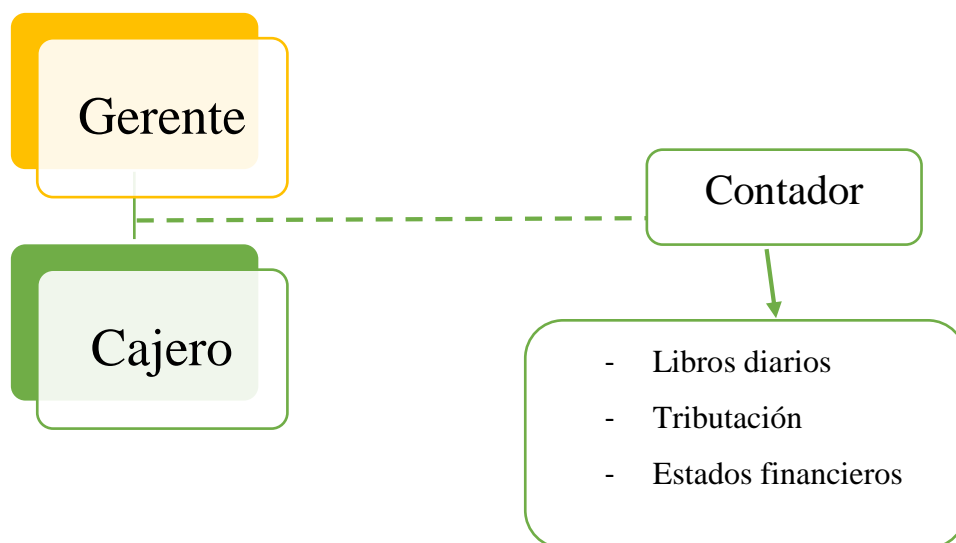 Gerente
Contador
Cajero
- Libros diarios
- Tributación
- Estados financieros